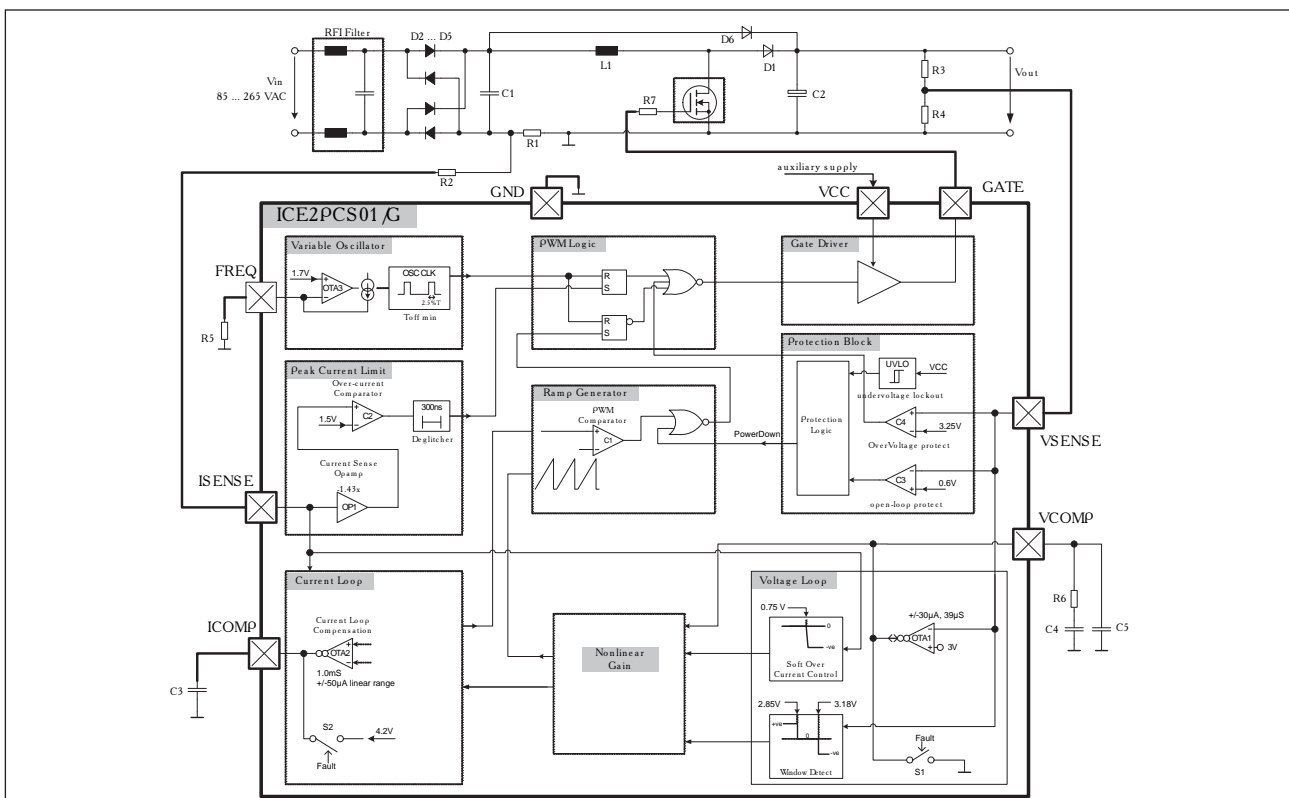 RFI Filter
D2 ... D5
D6
L1
D1
R3
Vin
85 ... 265 VAC
C1
R7
C2
Vout
R4
R1
R2
auxiliary supply
GND
VCC
GATE
ICE2PCS01/G
Variable Oscillator
PWM Logic
Gate Driver
FREQ
1.7V
+
OTA3
−
OSC CLK
2.5%T
Toff min
R
S
R
S
R5
Peak Current Limit
Over-current
Comparator
+
C2
−
1.5V
300ns
Deglitcher
Current Sense
Opamp
-1.43x
OP1
ISENSE
Ramp Generator
PWM
Comparator
+
C1
−
PowerDown
Protection Block
UVLO
VCC
undervoltage lockout
Protection
Logic
+
C4
−
3.25V
OverVoltage protect
−
C3
+
0.6V
open-loop protect
VSENSE
VCOMP
Current Loop
Current Loop
Compensation
+
OTA2
−
1.0mS
+/-50µA linear range
S2
4.2V
Fault
ICOMP
C3
Nonlinear
Gain
Voltage Loop
0.75 V
0
-ve
Soft Over
Current Control
+/-30µA, 39µS
−
OTA1
+
3V
2.85V
3.18V
+ve
0
-ve
Window Detect
Fault
S1
R6
C4
C5